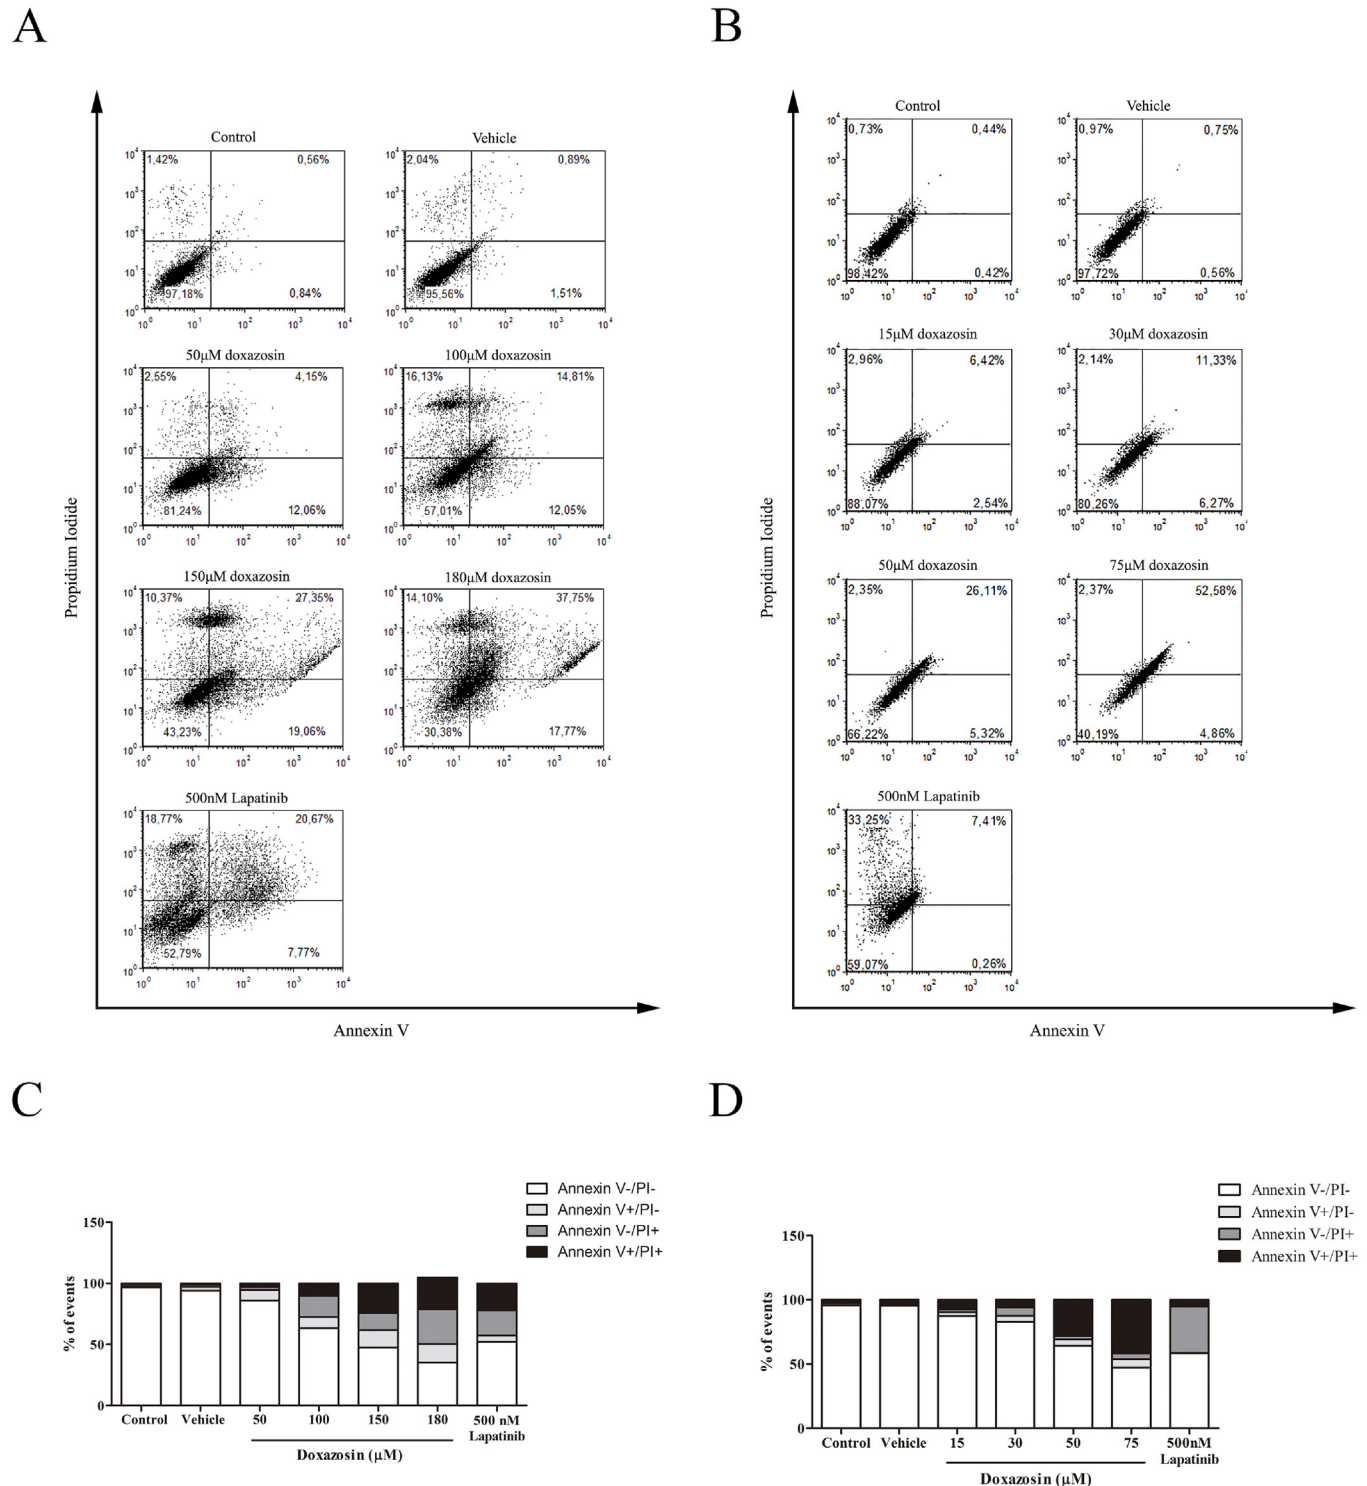 A
B
Control
Vehicle
1,42%
0,56%
97,18%
0,84%
2,04%
0,89%
95,56%
1,51%
50µM doxazosin
100µM doxazosin
2,55%
4,15%
81,24%
12,06%
16,13%
14,81%
57,01%
12,05%
150µM doxazosin
180µM doxazosin
10,37%
27,35%
43,23%
19,06%
14,10%
37,75%
30,38%
17,77%
500nM Lapatinib
18,77%
20,67%
52,79%
7,77%
10⁰ 10¹ 10² 10³ 10⁴
Propidium Iodide
Annexin V
Control
Vehicle
0,73%
0,44%
98,42%
0,42%
0,97%
0,75%
97,72%
0,56%
15µM doxazosin
30µM doxazosin
2,96%
6,42%
88,07%
2,54%
2,14%
11,33%
80,26%
6,27%
50µM doxazosin
75µM doxazosin
2,35%
26,11%
66,22%
5,32%
2,37%
52,58%
40,19%
4,86%
500nM Lapatinib
33,25%
7,41%
59,07%
0,26%
10⁰ 10¹ 10² 10³ 10⁴
Propidium Iodide
Annexin V
C
Annexin V-/PI-
Annexin V+/PI-
Annexin V-/PI+
Annexin V+/PI+
150
100
50
0
% of events
Control Vehicle 50 100 150 180 500 nM
Lapatinib
Doxazosin (µM)
D
Annexin V-/PI-
Annexin V+/PI-
Annexin V-/PI+
Annexin V+/PI+
150
100
50
0
% of events
Control Vehicle 15 30 50 75 500nM
Lapatinib
Doxazosin (µM)